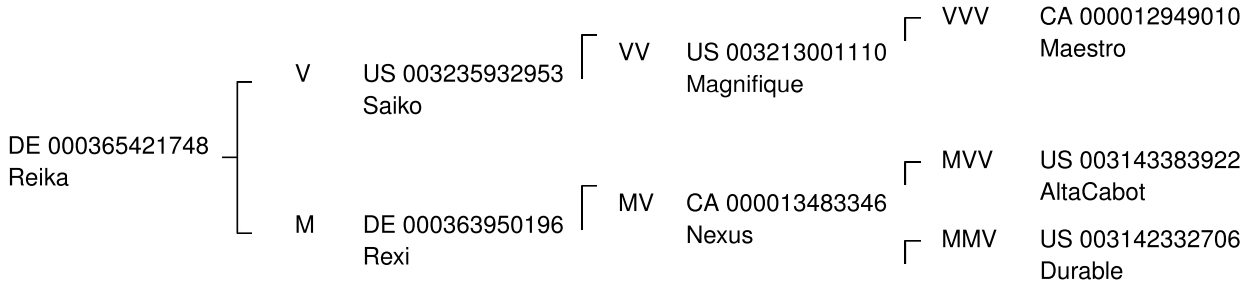 DE 000365421748
Reika
V US 003235932953
Saiko
M DE 000363950196
Rexi
VV US 003213001110
Magnifique
MV CA 000013483346
Nexus
VVV CA 000012949010
Maestro
MVV US 003143383922
AltaCabot
MMV US 003142332706
Durable